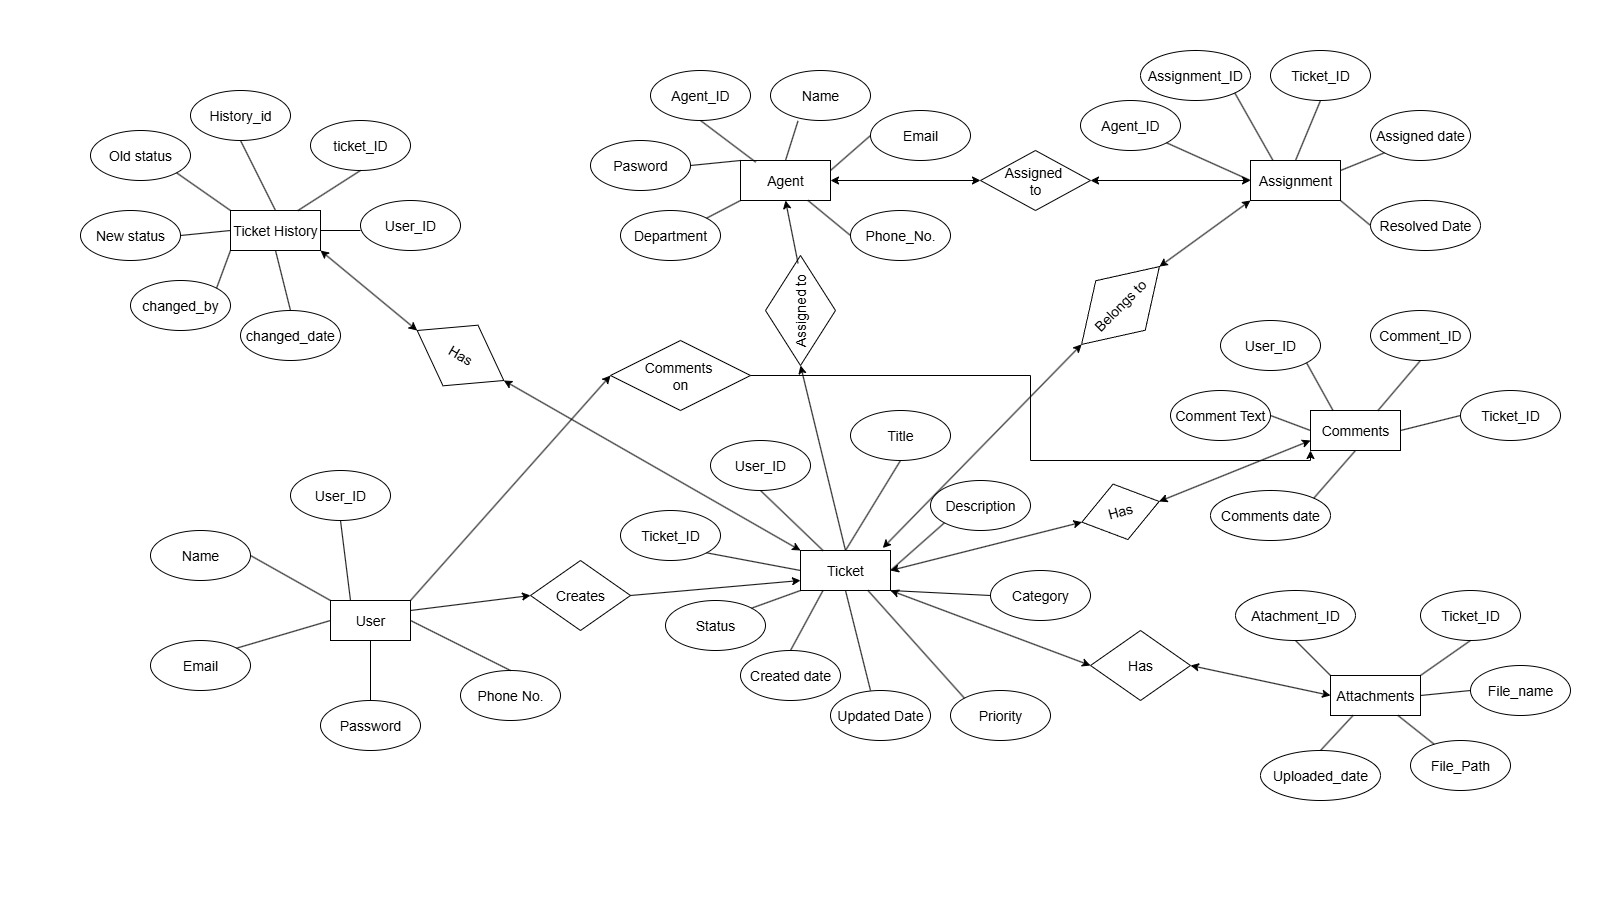 Assignment_ID
Ticket_ID
Agent_ID
Name
History_id
Agent_ID
Email
Assigned date
ticket_ID
Old status
Pasword
Agent
Assigned
to
Assignment
User_ID
Ticket History
New status
Department
Phone_No.
Resolved Date
changed_by
changed_date
Assigned to
Belongs to
Has
Comments
on
User_ID
Comment_ID
Comment Text
Comments
Ticket_ID
Title
User_ID
User_ID
Description
Has
Comments date
Ticket_ID
Name
Ticket
Creates
Category
User
Status
Atachment_ID
Ticket_ID
Email
Created date
Has
Phone No.
Attachments
File_name
Password
Updated Date
Priority
Uploaded_date
File_Path